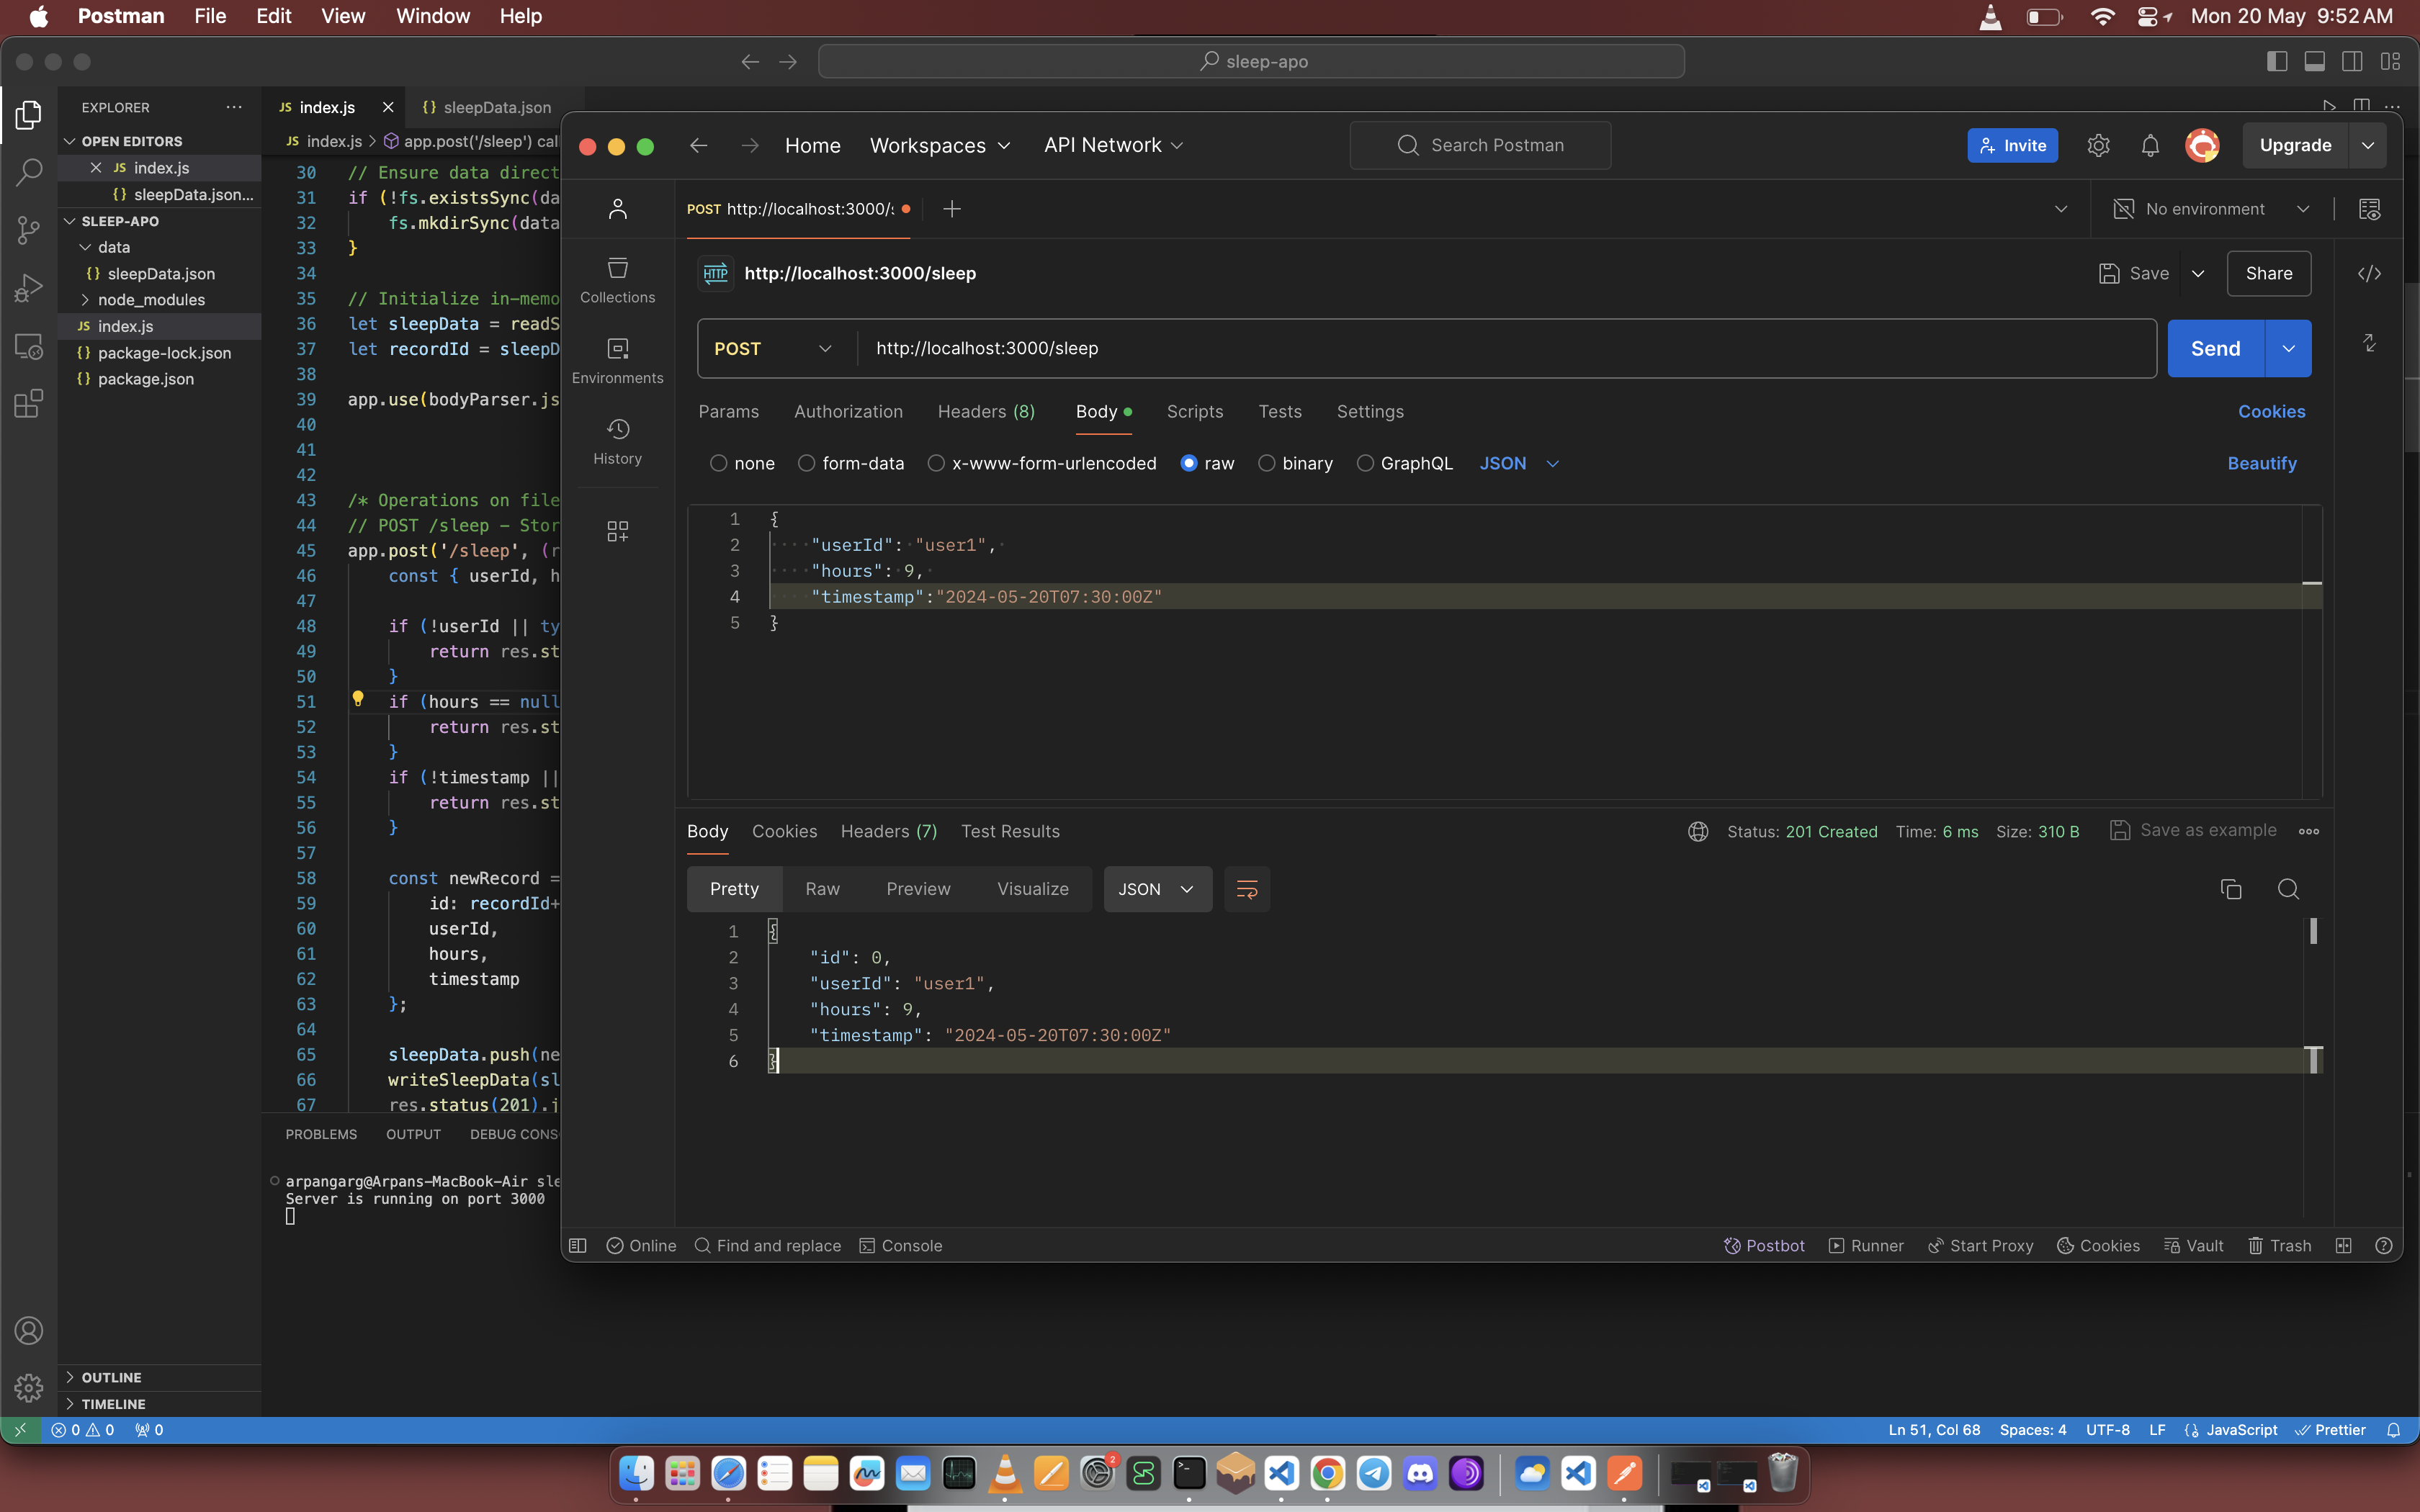 Postman File Edit View Window Help Mon 20 May 9:52 AM
sleep-apo
EXPLORER
OPEN EDITORS
JS index.js
{} sleepData.json...
SLEEP-APO
data
{} sleepData.json
node_modules
JS index.js
{} package-lock.json
{} package.json
OUTLINE
TIMELINE
JS index.js {} sleepData.json
JS index.js > app.post('/sleep') cal
30 // Ensure data direct
31 if (!fs.existsSync(da
32 fs.mkdirSync(data
33 }
34
35 // Initialize in-memo
36 let sleepData = readS
37 let recordId = sleepD
38
39 app.use(bodyParser.js
40
41
42
43 /* Operations on file
44 // POST /sleep - Stor
45 app.post('/sleep', (r
46 const { userId, h
47
48 if (!userId || ty
49 return res.st
50 }
51 if (hours == null
52 return res.st
53 }
54 if (!timestamp ||
55 return res.st
56 }
57
58 const newRecord =
59 id: recordId+
60 userId,
61 hours,
62 timestamp
63 };
64
65 sleepData.push(ne
66 writeSleepData(sl
67 res.status(201).j
PROBLEMS OUTPUT DEBUG CONS
arpangarg@Arpans-MacBook-Air sle
Server is running on port 3000
Home Workspaces API Network Search Postman Invite Upgrade
POST http://localhost:3000/s No environment
Collections
Environments
History
HTTP http://localhost:3000/sleep Save Share
POST http://localhost:3000/sleep Send
Params Authorization Headers (8) Body Scripts Tests Settings Cookies
none form-data x-www-form-urlencoded raw binary GraphQL JSON Beautify
1 {
2 "userId": "user1",
3 "hours": 9,
4 "timestamp":"2024-05-20T07:30:00Z"
5 }
Body Cookies Headers (7) Test Results Status: 201 Created Time: 6 ms Size: 310 B Save as example
Pretty Raw Preview Visualize JSON
1 {
2 "id": 0,
3 "userId": "user1",
4 "hours": 9,
5 "timestamp": "2024-05-20T07:30:00Z"
6 }
Online Find and replace Console Postbot Runner Start Proxy Cookies Vault Trash
0 0 0 Ln 51, Col 68 Spaces: 4 UTF-8 LF {} JavaScript Prettier
2